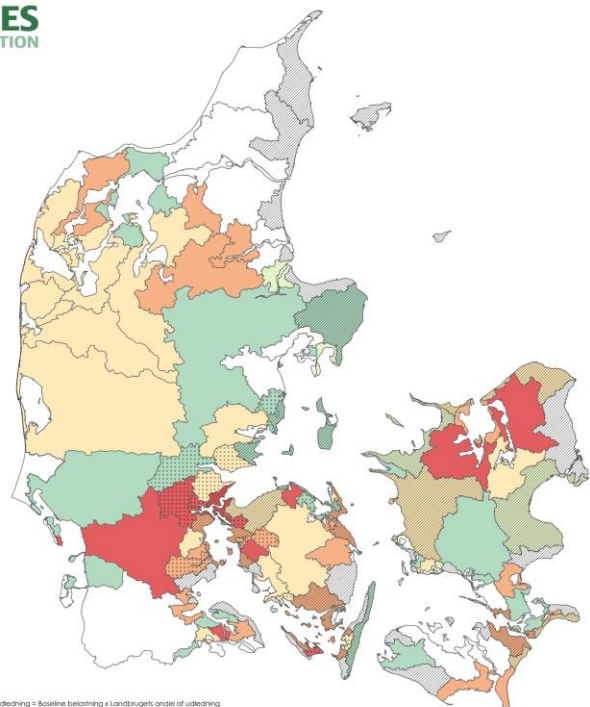 ES
TION
dledning = Baseline belastning x Landbrugets andel af udledning